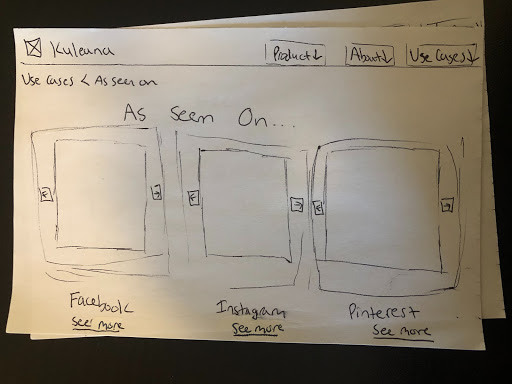 Kuleana
Product↓ About↓ Use Cases↓
Use Cases < As seen on
As Seen On...
← → ← → ← →
Facebook Instagram Pinterest
See more See more See more